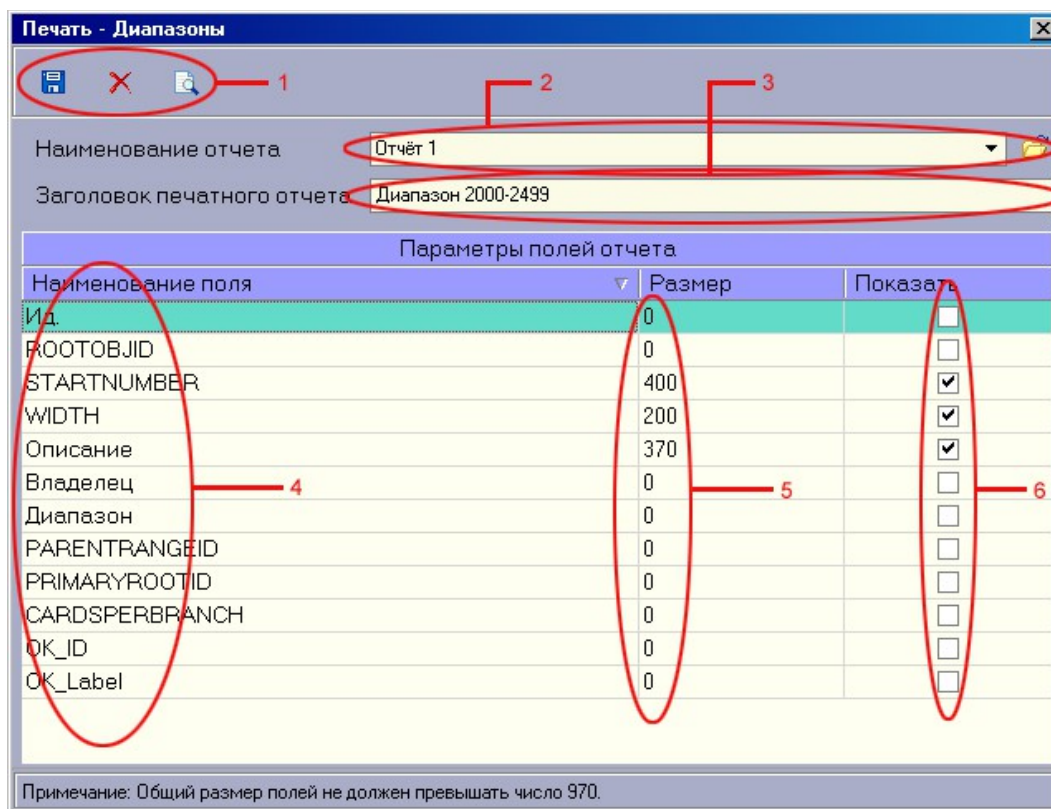 Печать - Диапазоны
1
2
3
Наименование отчета Отчёт 1
Заголовок печатного отчета Диапазон 2000-2499
Параметры полей отчета
Наименование поля Размер Показать
Ид. 0
ROOTOBJID 0
STARTNUMBER 400
WIDTH 200
Описание 370
Владелец 0
4 5 6
Диапазон 0
PARENTRANGEID 0
PRIMARYROOTID 0
CARDSPERBRANCH 0
OK_ID 0
OK_Label 0
Примечание: Общий размер полей не должен превышать число 970.